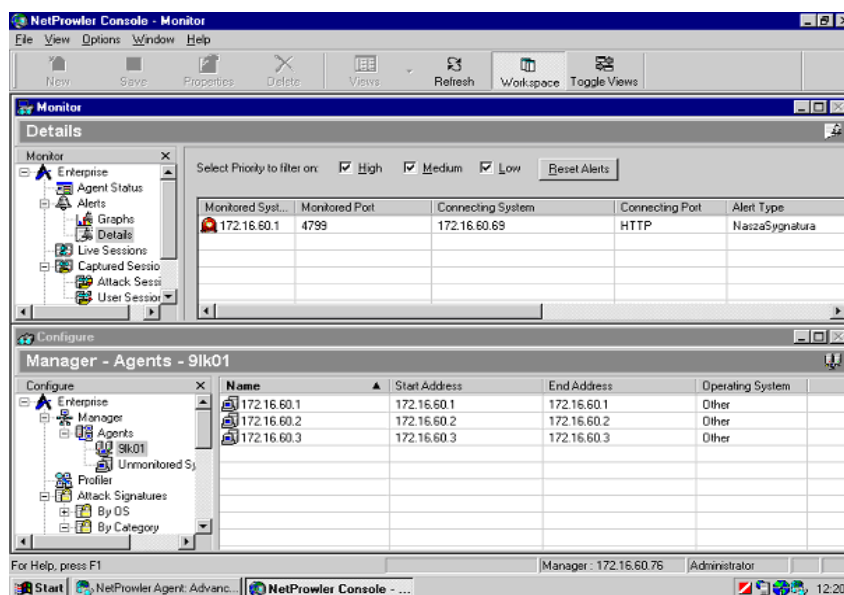 NetProwler Console - Monitor
File View Options Window Help
New Save Properties Delete Views Refresh Workspace Toggle Views
Monitor
Details
Monitor
Enterprise
Agent Status
Alerts
Graphs
Details
Live Sessions
Captured Sessio
Attack Sessi
User Session
Select Priority to filter on: High Medium Low Reset Alerts
Monitored Syst... Monitored Port Connecting System Connecting Port Alert Type
172.16.60.1 4799 172.16.60.69 HTTP NaszaSygnatura
Configure
Manager - Agents - 9lk01
Configure
Enterprise
Manager
Agents
9lk01
Unmonitored Sy
Profiler
Attack Signatures
By OS
By Category
Name Start Address End Address Operating System
172.16.60.1 172.16.60.1 172.16.60.1 Other
172.16.60.2 172.16.60.2 172.16.60.2 Other
172.16.60.3 172.16.60.3 172.16.60.3 Other
For Help, press F1 Manager : 172.16.60.76 Administrator
Start NetProwler Agent: Advanc... NetProwler Console - ... 12:20